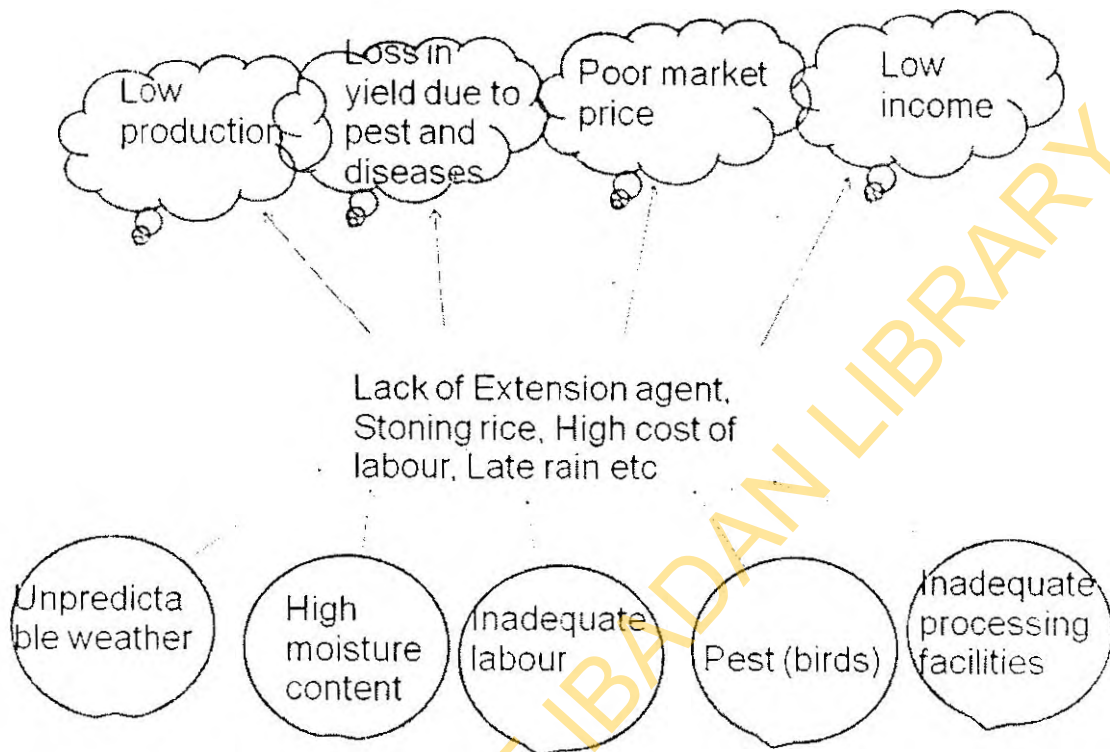 Low
production
Loss in
yield due to
pest and
diseases
Poor market
price
Low
income
Lack of Extension agent,
Stoning rice, High cost of
labour, Late rain etc
Unpredicta
ble weather
High
moisture
content
Inadequate
labour
Pest (birds)
Inadequate
processing
facilities
IBADAN LIBRARY